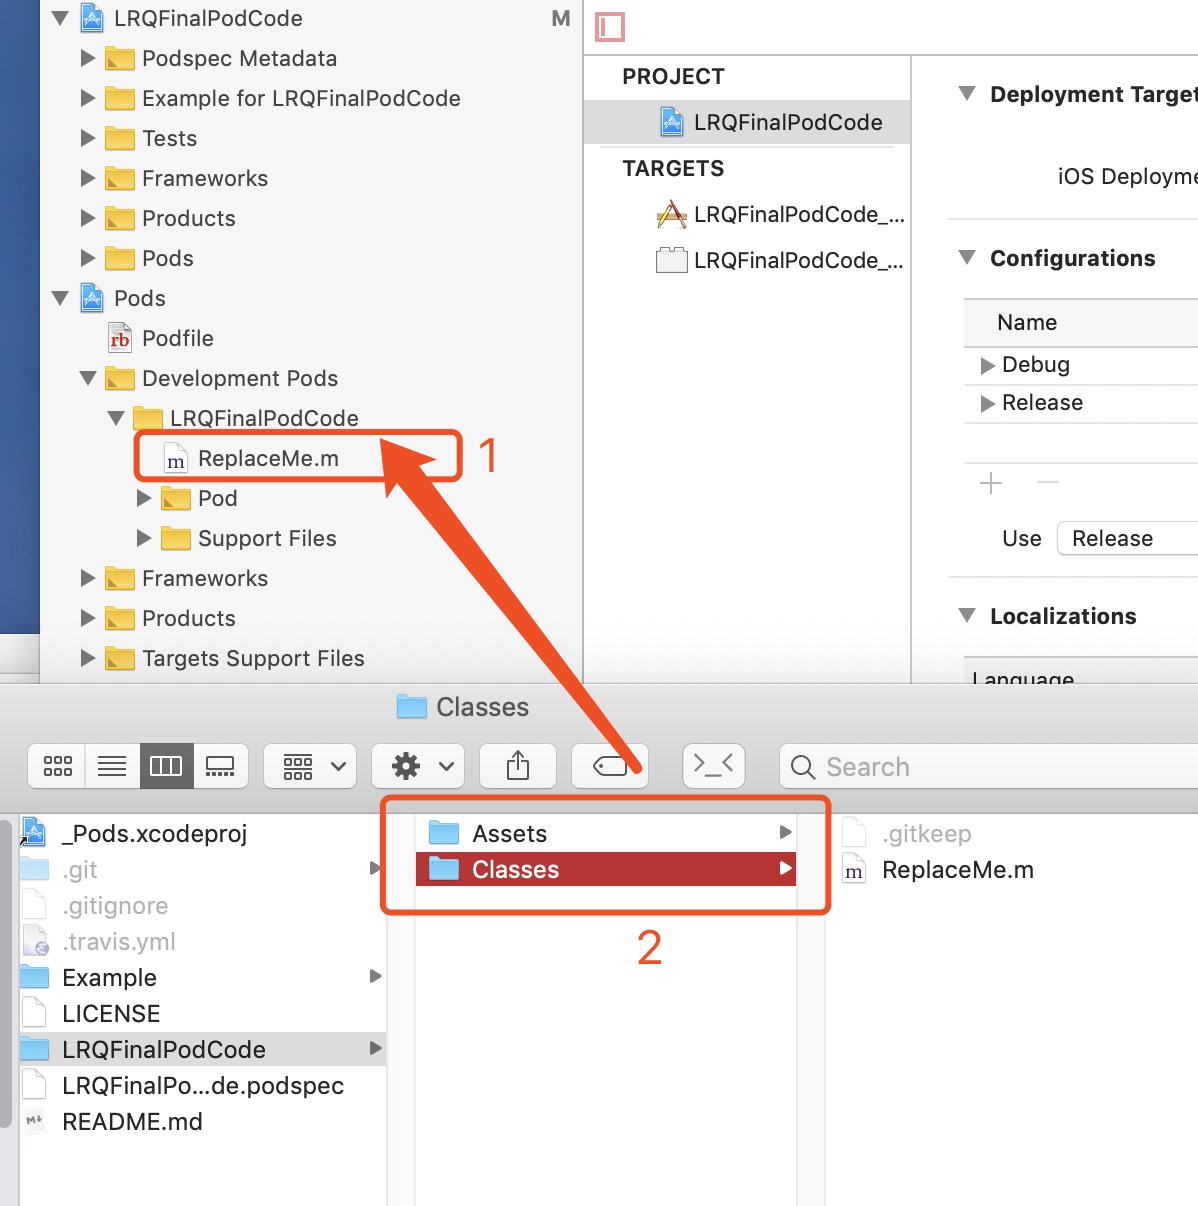 LRQFinalPodCode M
Podspec Metadata
Example for LRQFinalPodCode
Tests
Frameworks
Products
Pods
Pods
rb Podfile
Development Pods
LRQFinalPodCode
m ReplaceMe.m
1
Pod
Support Files
Frameworks
Products
Targets Support Files
PROJECT
LRQFinalPodCode
TARGETS
LRQFinalPodCode_...
LRQFinalPodCode_...
Deployment Target
iOS Deployme
Configurations
Name
Debug
Release
Use Release
Localizations
Language
Classes
Search
_Pods.xcodeproj
.git
.gitignore
.travis.yml
Example
LICENSE
LRQFinalPodCode
LRQFinalPo...de.podspec
M↓ README.md
Assets
Classes
2
.gitkeep
m ReplaceMe.m